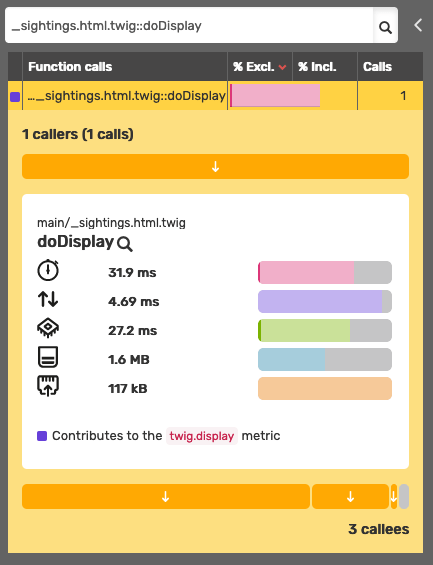 _sightings.html.twig::doDisplay
Function calls % Excl. % Incl. Calls
..._sightings.html.twig::doDisplay 1
1 callers (1 calls)
main/_sightings.html.twig
doDisplay
31.9 ms
4.69 ms
27.2 ms
1.6 MB
117 kB
Contributes to the twig.display metric
3 callees